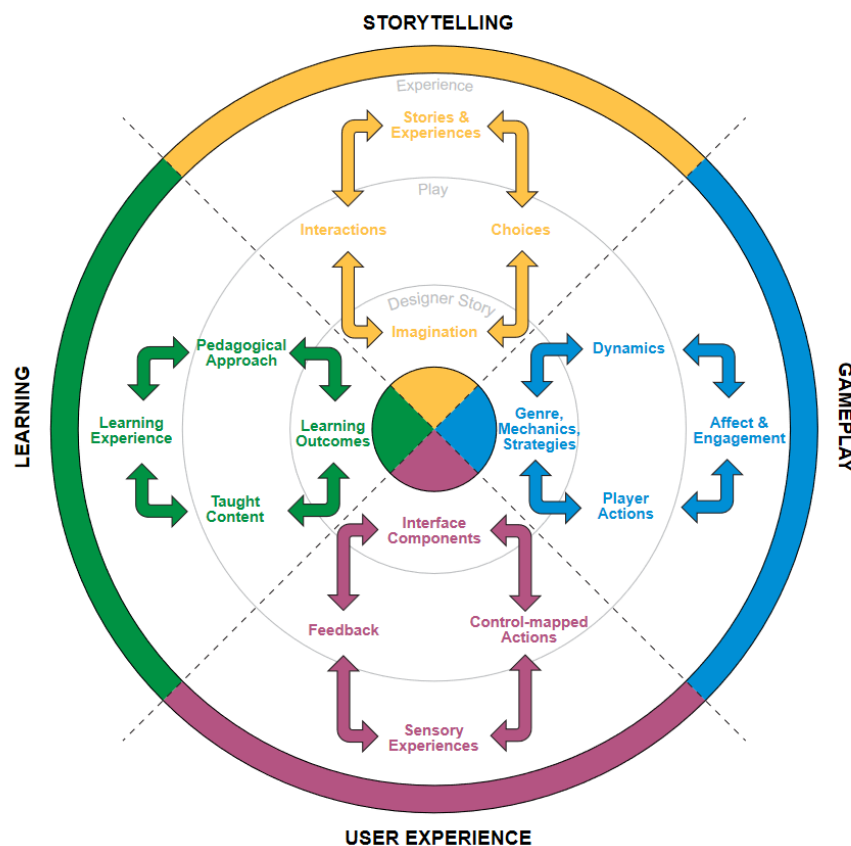 STORYTELLING
Experience
Stories &
Experiences
Play
Interactions
Choices
Designer Story
Imagination
LEARNING
Pedagogical
Approach
Learning
Experience
Learning
Outcomes
Taught
Content
GAMEPLAY
Dynamics
Genre,
Mechanics,
Strategies
Affect &
Engagement
Player
Actions
Interface
Components
Feedback
Control-mapped
Actions
Sensory
Experiences
USER EXPERIENCE